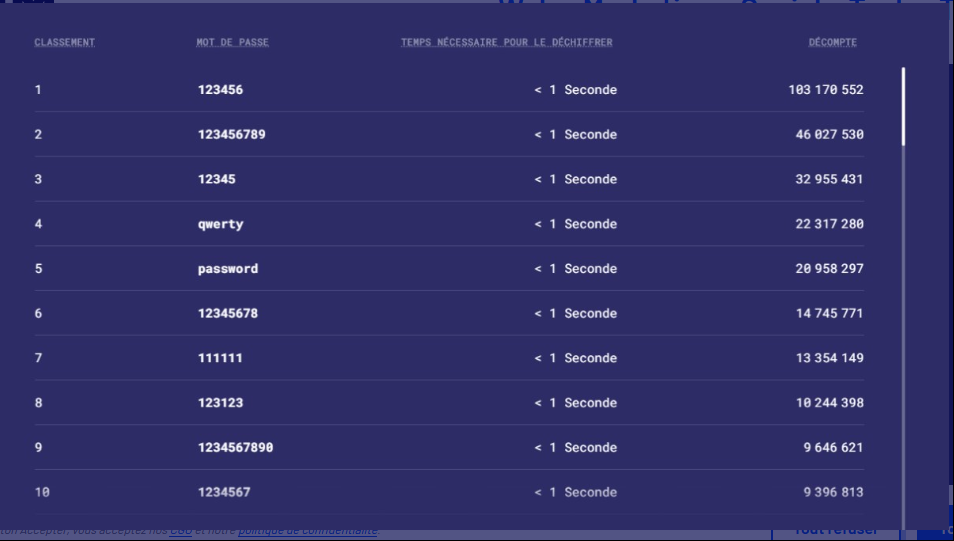 CLASSEMENT MOT DE PASSE TEMPS NÉCESSAIRE POUR LE DÉCHIFFRER DÉCOMPTE
1 123456 < 1 Seconde 103 170 552
2 123456789 < 1 Seconde 46 027 530
3 12345 < 1 Seconde 32 955 431
4 qwerty < 1 Seconde 22 317 280
5 password < 1 Seconde 20 958 297
6 12345678 < 1 Seconde 14 745 771
7 111111 < 1 Seconde 13 354 149
8 123123 < 1 Seconde 10 244 398
9 1234567890 < 1 Seconde 9 646 621
10 1234567 < 1 Seconde 9 396 813
accepter, vous acceptez nos CGU et notre politique de confidentialité. Tout refuser